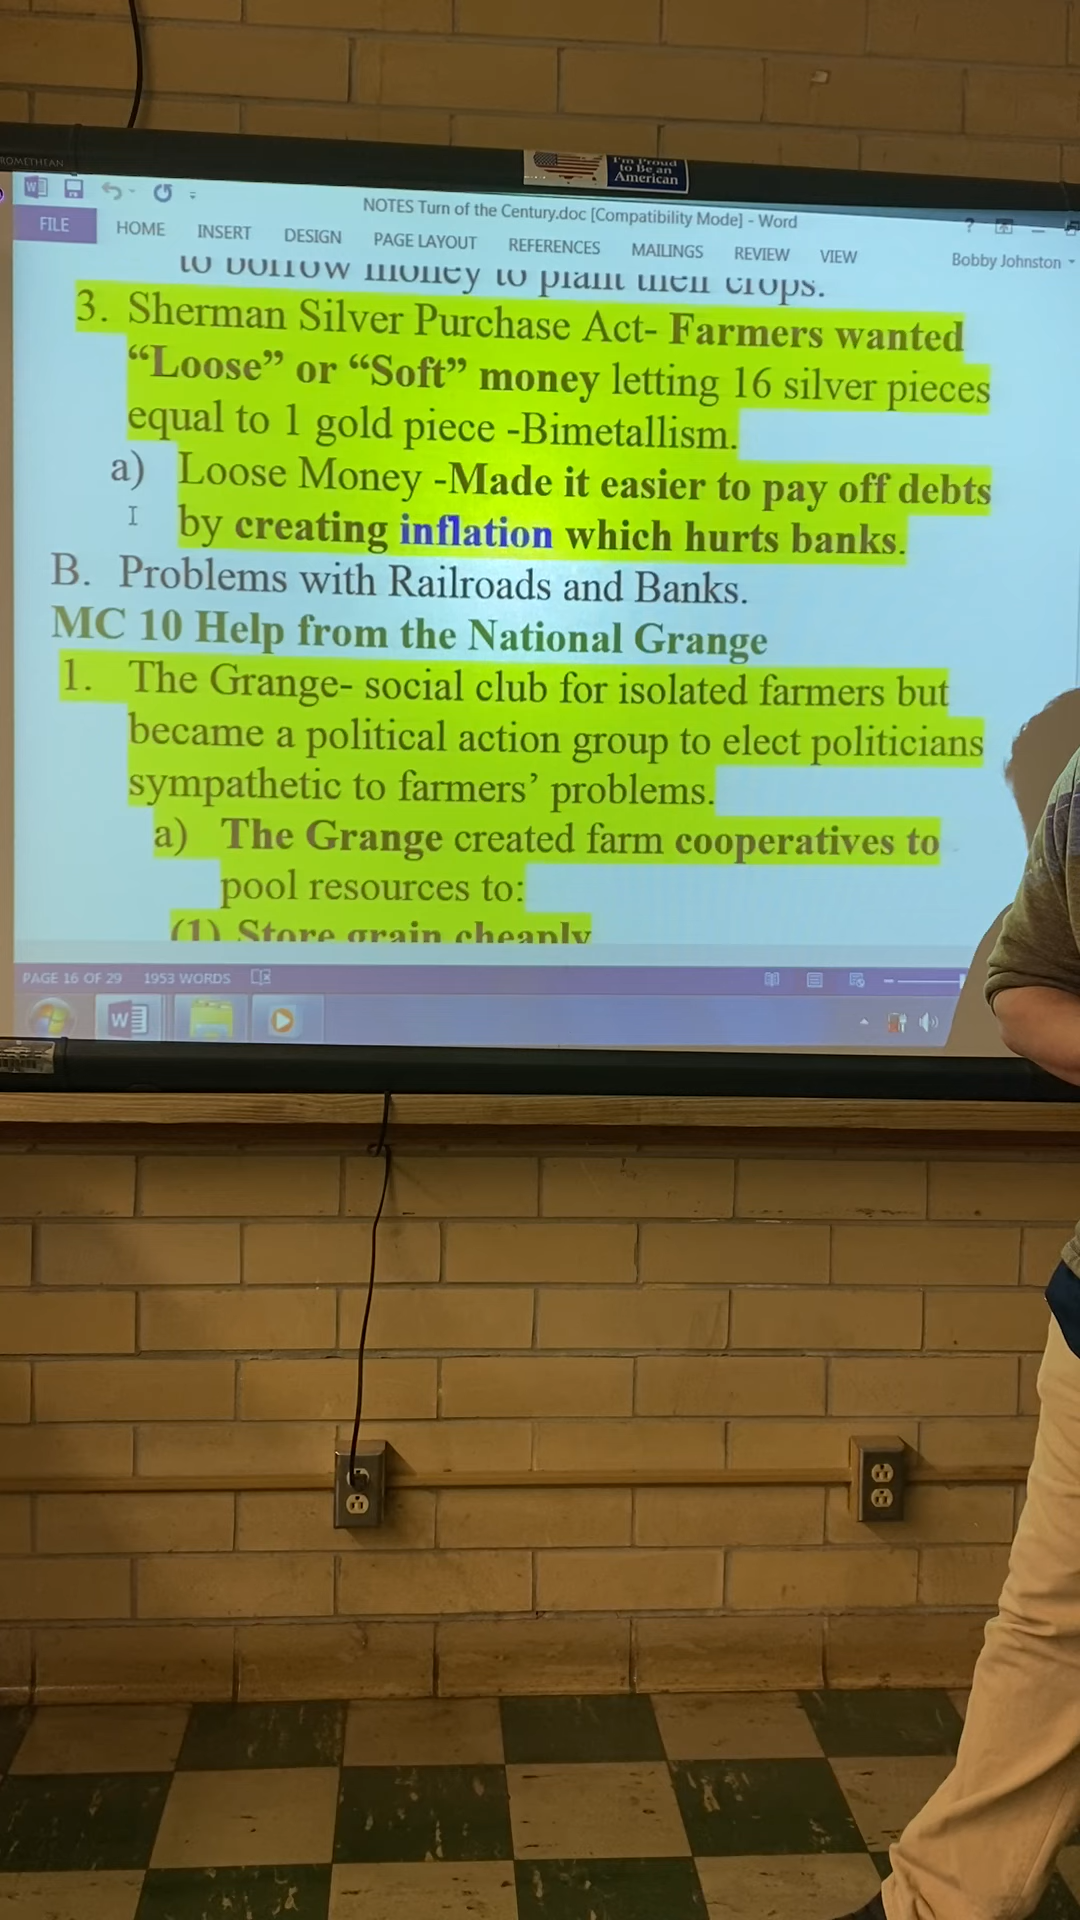 PROMETHEAN
I'm Proud
to Be an
American
NOTES Turn of the Century.doc [Compatibility Mode] - Word
FILE HOME INSERT DESIGN PAGE LAYOUT REFERENCES MAILINGS REVIEW VIEW Bobby Johnston
to borrow money to plant their crops.
3. Sherman Silver Purchase Act- Farmers wanted
“Loose” or “Soft” money letting 16 silver pieces
equal to 1 gold piece -Bimetallism.
a) Loose Money -Made it easier to pay off debts
by creating inflation which hurts banks.
B. Problems with Railroads and Banks.
MC 10 Help from the National Grange
1. The Grange- social club for isolated farmers but
became a political action group to elect politicians
sympathetic to farmers’ problems.
a) The Grange created farm cooperatives to
pool resources to:
(1) Store grain cheaply
PAGE 16 OF 29 1953 WORDS